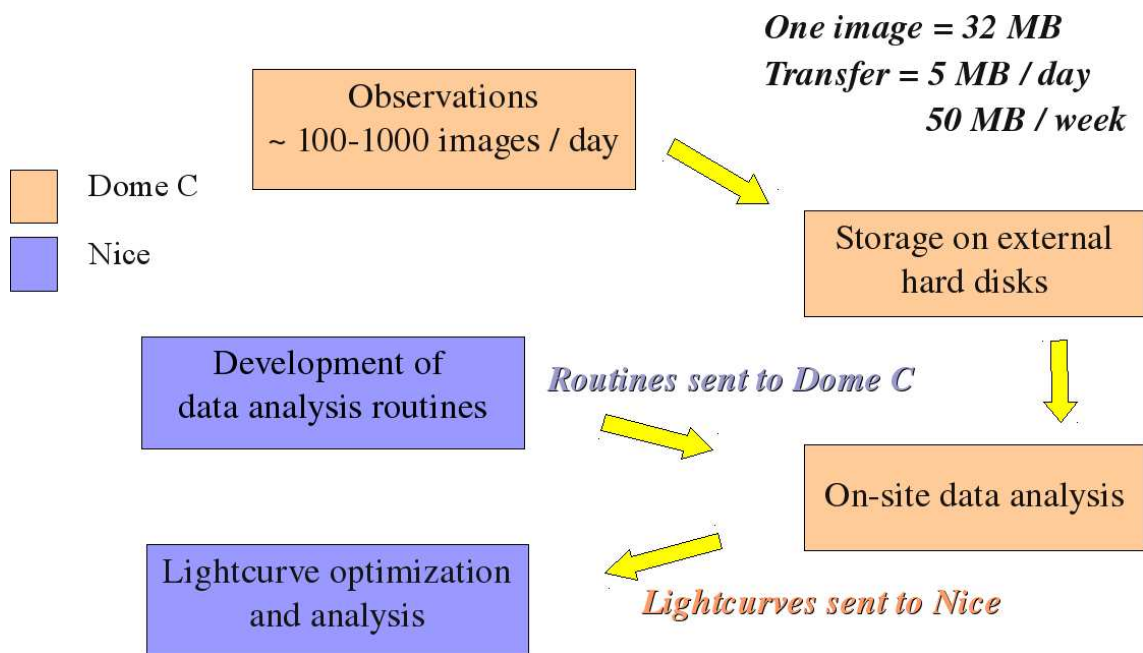 One image = 32 MB
Transfer = 5 MB / day
50 MB / week
Observations
~ 100-1000 images / day
Dome C
Nice
Storage on external
hard disks
Development of
data analysis routines
Routines sent to Dome C
On-site data analysis
Lightcurve optimization
and analysis
Lightcurves sent to Nice